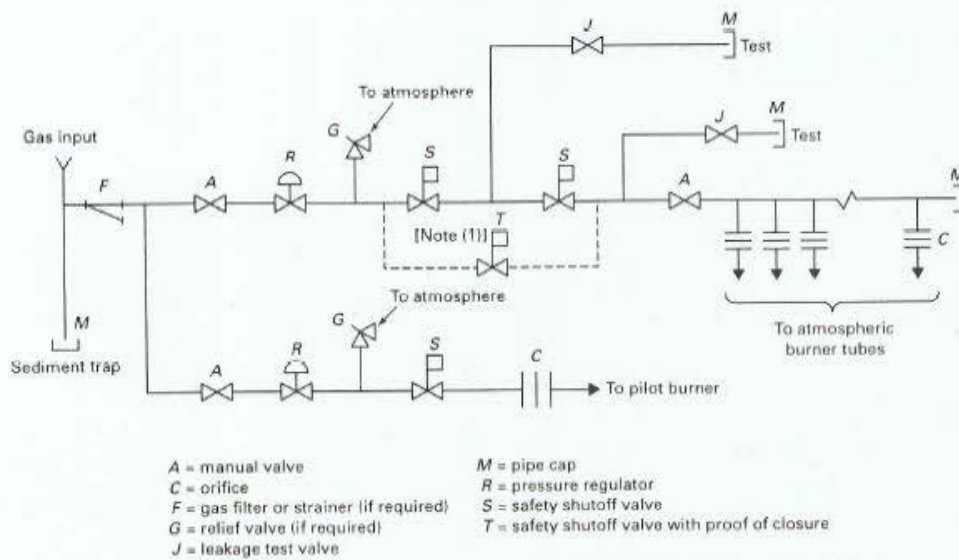 M
J
Test
To atmosphere
M
G
J
Test
Gas input
R
S
S
F
A
A
M
T
[Note (1)]
C
To atmosphere
G
M
R
S
C
To atmospheric
burner tubes
Sediment trap
A
To pilot burner
A = manual valve
C = orifice
F = gas filter or strainer (if required)
G = relief valve (if required)
J = leakage test valve
M = pipe cap
R = pressure regulator
S = safety shutoff valve
T = safety shutoff valve with proof of closure